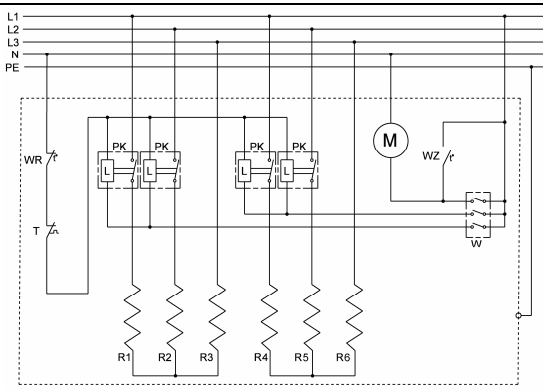 L1
L2
L3
N
PE
PK PK PK PK
WR
L L L L
M
WZ
T
W
R1 R2 R3 R4 R5 R6